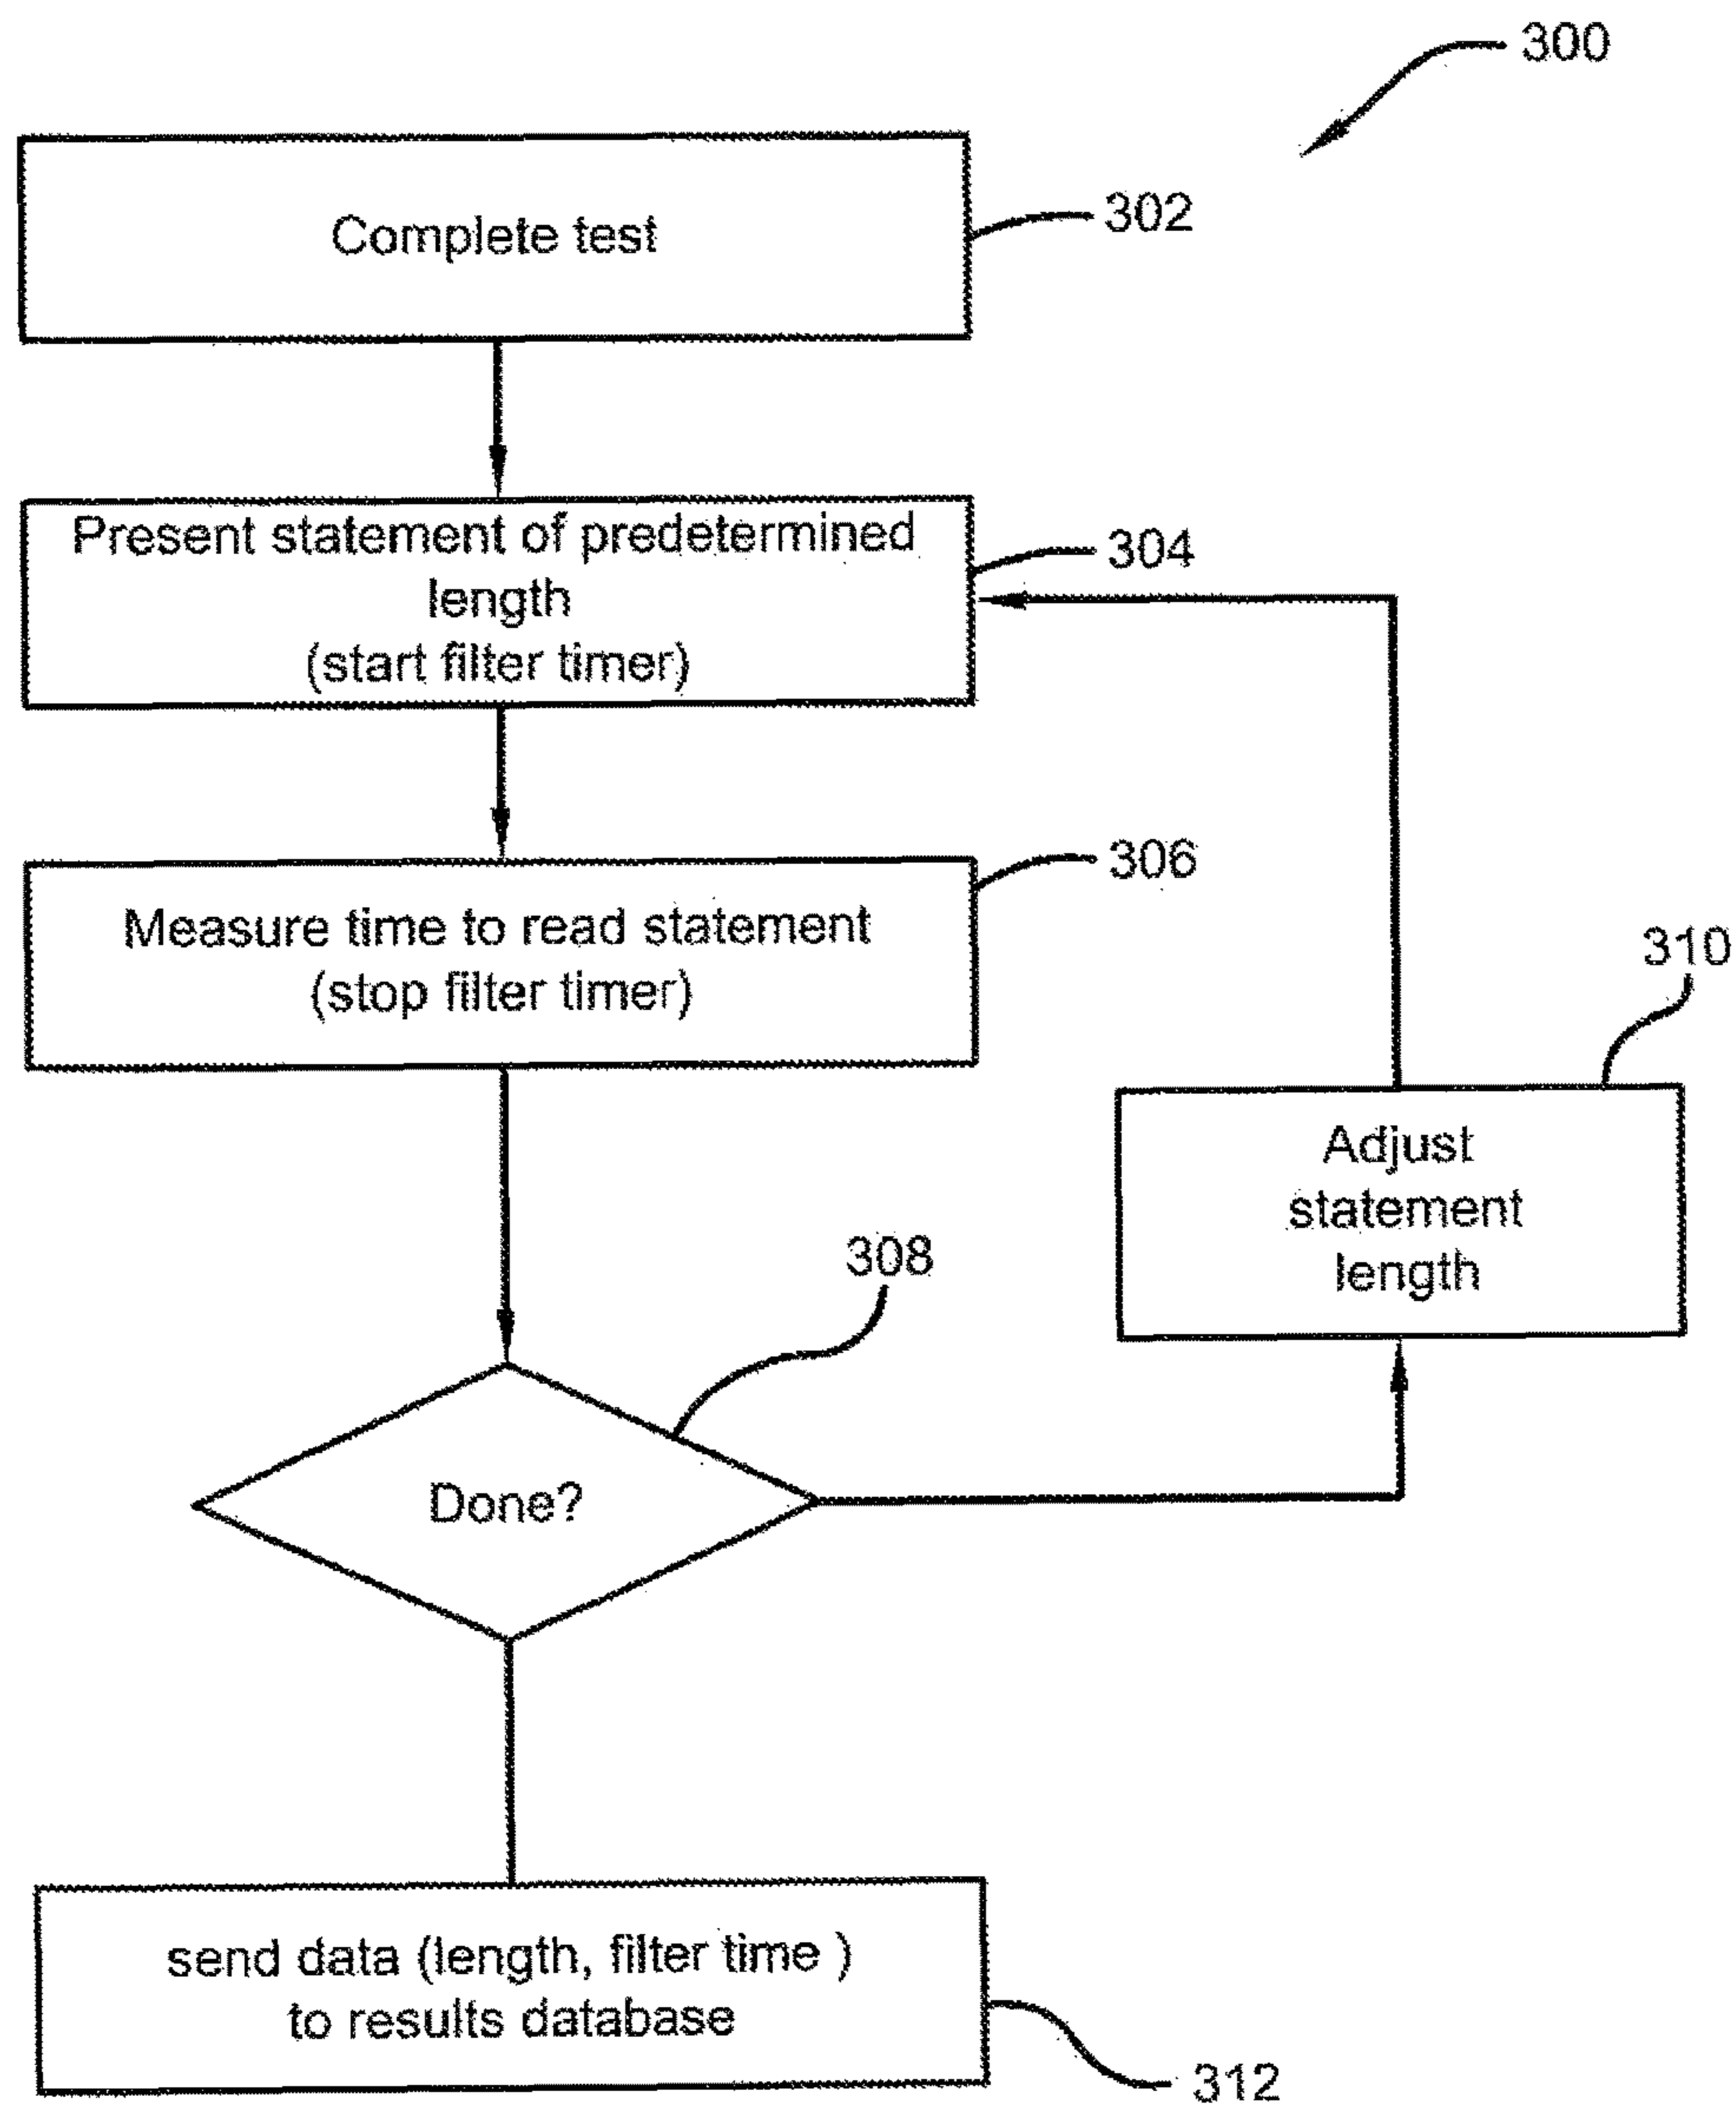 300
Complete test
302
Present statement of predetermined
length
(start filter timer)
304
Measure time to read statement
(stop filter timer)
306
310
Adjust
statement
length
308
Done?
send data (length, filter time )
to results database
312